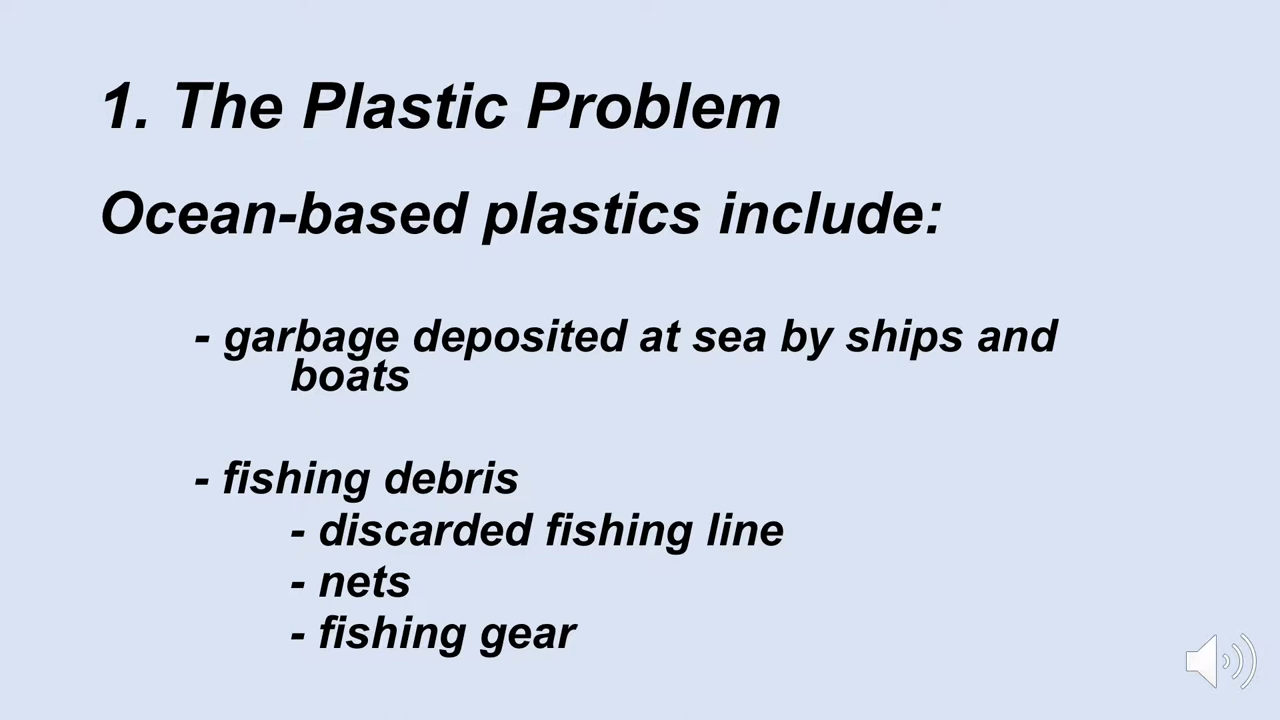 1. The Plastic Problem
Ocean-based plastics include:
- garbage deposited at sea by ships and
boats
- fishing debris
- discarded fishing line
- nets
- fishing gear